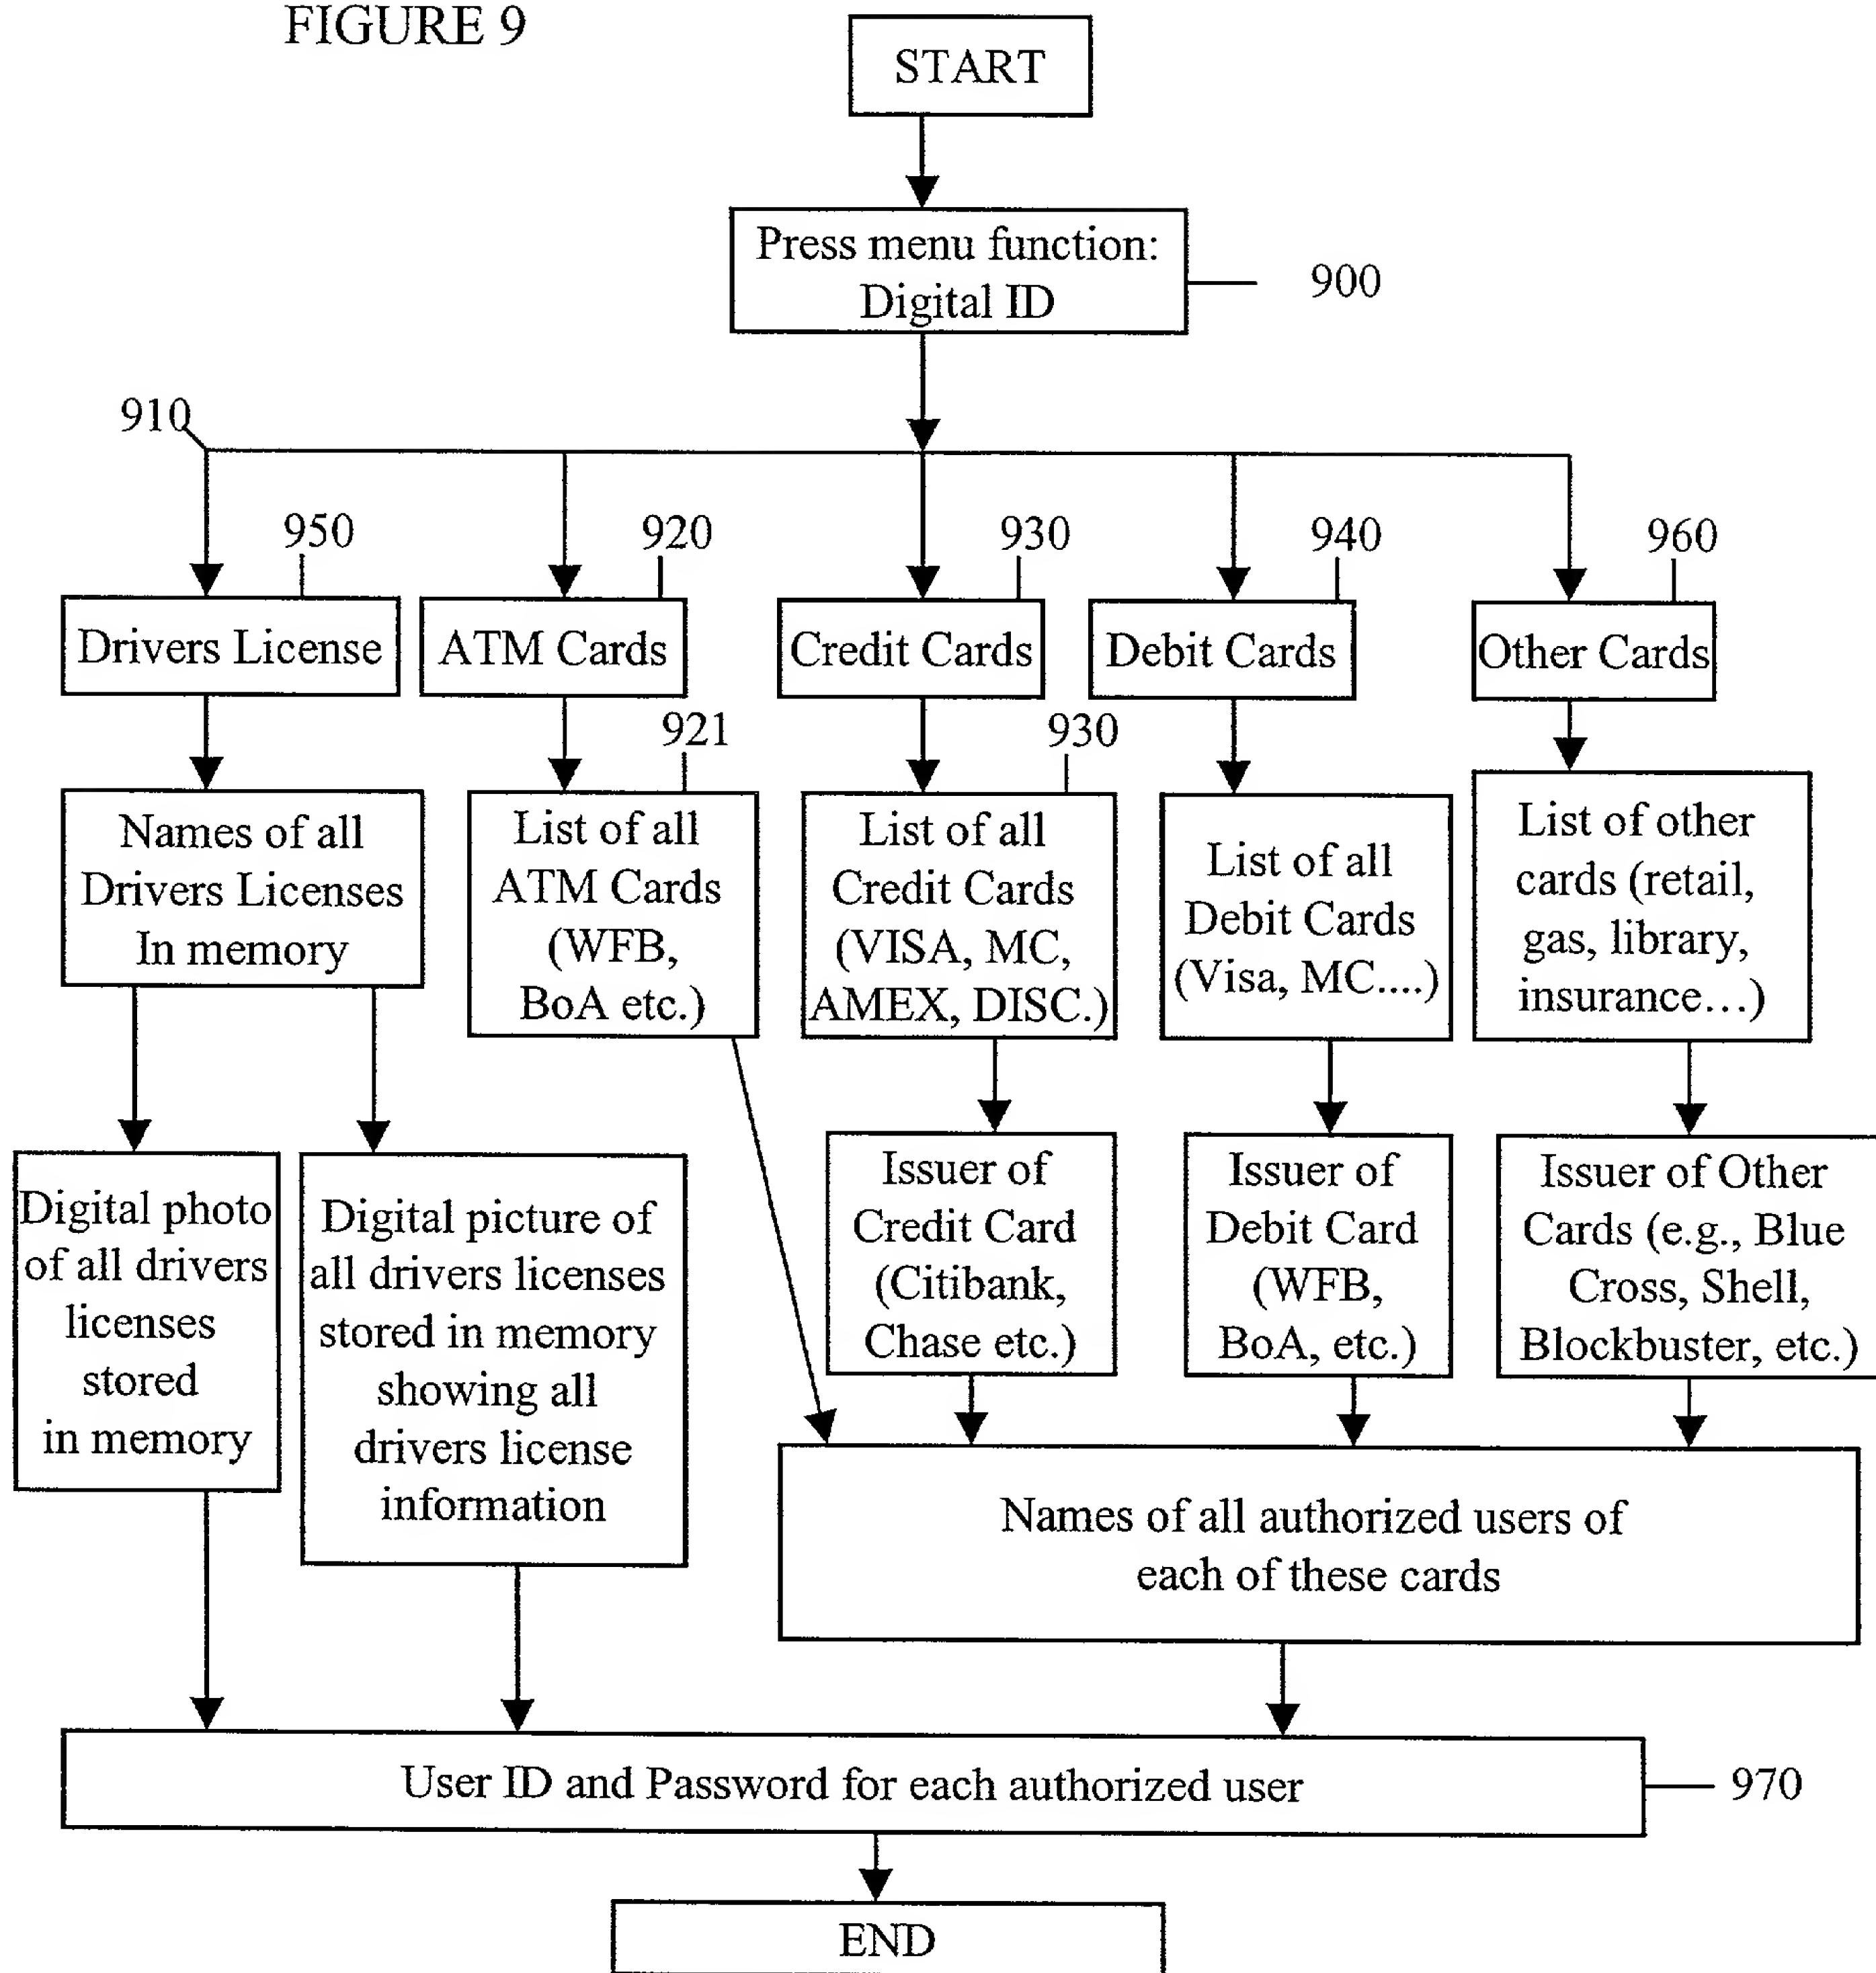 FIGURE 9
START
Press menu function:
Digital ID
900
910
950
920
930
940
960
Drivers License
ATM Cards
Credit Cards
Debit Cards
Other Cards
921
930
Names of all
Drivers Licenses
In memory
List of all
ATM Cards
(WFB,
BoA etc.)
List of all
Credit Cards
(VISA, MC,
AMEX, DISC.)
List of all
Debit Cards
(Visa, MC....)
List of other
cards (retail,
gas, library,
insurance…)
Digital photo
of all drivers
licenses
stored
in memory
Digital picture of
all drivers licenses
stored in memory
showing all
drivers license
information
Issuer of
Credit Card
(Citibank,
Chase etc.)
Issuer of
Debit Card
(WFB,
BoA, etc.)
Issuer of Other
Cards (e.g., Blue
Cross, Shell,
Blockbuster, etc.)
Names of all authorized users of
each of these cards
User ID and Password for each authorized user
970
END